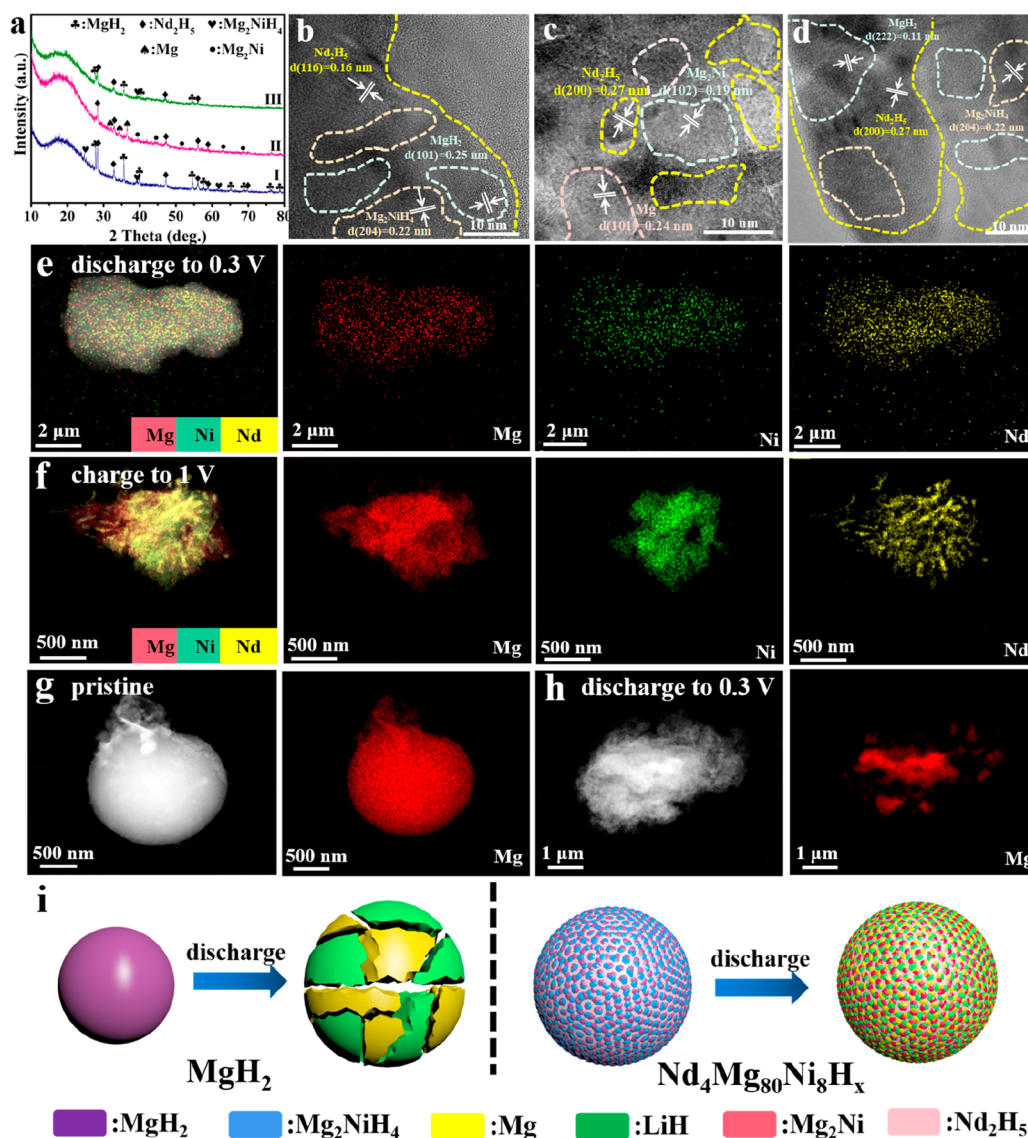 a
♣:MgH₂ ♦:Nd₂H₅ ♥:Mg₂NiH₄
♠:Mg •:Mg₂Ni
Intensity (a.u.)
III
II
I
10 20 30 40 50 60 70 80
2 Theta (deg.)
b
Nd₂H₅
d(116)=0.16 nm
MgH₂
d(101)=0.25 nm
Mg₂NiH₄
d(204)=0.22 nm
10 nm
c
Nd₂H₅
d(200)=0.27 nm
Mg₂Ni
d(102)=0.19nm
Mg
d(101)=0.24 nm
10 nm
d
MgH₂
d(222)=0.11 nm
Nd₂H₅
d(200)=0.27 nm
Mg₂NiH₄
d(204)=0.22 nm
10 nm
e discharge to 0.3 V
2 μm
Mg Ni Nd
2 μm
Mg
2 μm
Ni
2 μm
Nd
f charge to 1 V
500 nm
Mg Ni Nd
500 nm
Mg
500 nm
Ni
500 nm
Nd
g pristine
500 nm
500 nm
Mg
h discharge to 0.3 V
1 μm
1 μm
Mg
i
discharge
MgH₂
discharge
Nd₄Mg₈₀Ni₈Hₓ
:MgH₂ :Mg₂NiH₄ :Mg :LiH :Mg₂Ni :Nd₂H₅